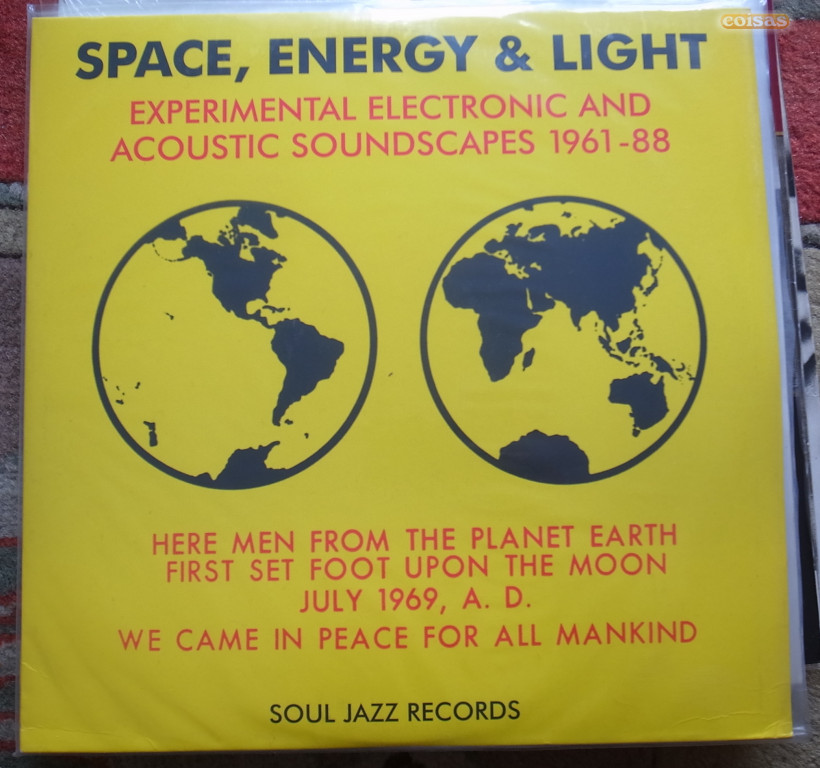 coisas
SPACE, ENERGY & LIGHT
EXPERIMENTAL ELECTRONIC AND
ACOUSTIC SOUNDSCAPES 1961-88
HERE MEN FROM THE PLANET EARTH
FIRST SET FOOT UPON THE MOON
JULY 1969, A. D.
WE CAME IN PEACE FOR ALL MANKIND
SOUL JAZZ RECORDS